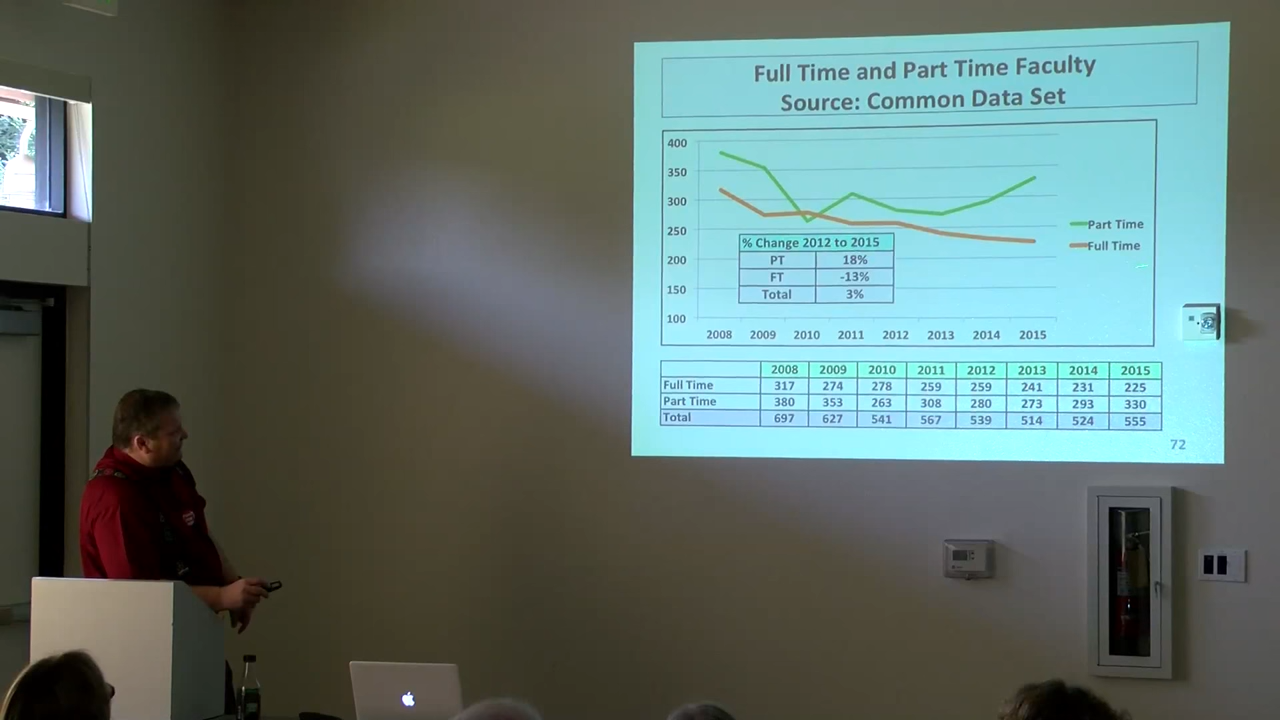 Full Time and Part Time Faculty
Source: Common Data Set
400
350
300
250
200
150
100
Part Time
Full Time
% Change 2012 to 2015
PT 18%
FT -13%
Total 3%
2008 2009 2010 2011 2012 2013 2014 2015
2008 2009 2010 2011 2012 2013 2014 2015
Full Time 317 274 278 259 259 241 231 225
Part Time 380 353 263 308 280 273 293 330
Total 697 627 541 567 539 514 524 555
72